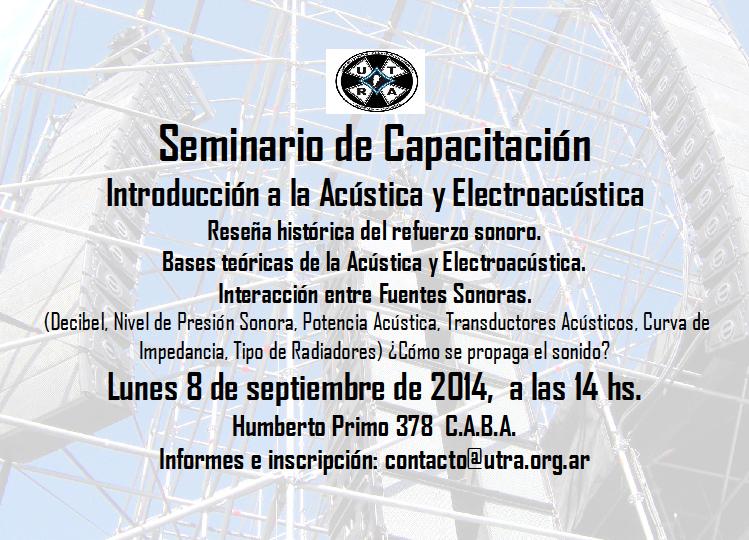 U T
R A
Seminario de Capacitación
Introducción a la Acústica y Electroacústica
Reseña histórica del refuerzo sonoro.
Bases teóricas de la Acústica y Electroacústica.
Interacción entre Fuentes Sonoras.
(Decibel, Nivel de Presión Sonora, Potencia Acústica, Transductores Acústicos, Curva de
Impedancia, Tipo de Radiadores) ¿Cómo se propaga el sonido?
Lunes 8 de septiembre de 2014, a las 14 hs.
Humberto Primo 378 C.A.B.A.
Informes e inscripción: contacto@utra.org.ar